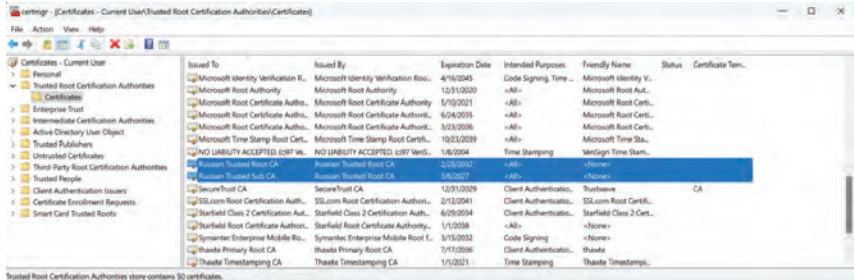 certmgr - [Certificates - Current User\Trusted Root Certification Authorities\Certificates]
File Action View Help
Certificates - Current User
Personal
Trusted Root Certification Authorities
Certificates
Enterprise Trust
Intermediate Certification Authorities
Active Directory User Object
Trusted Publishers
Untrusted Certificates
Third-Party Root Certification Authorities
Trusted People
Client Authentication Issuers
Certificate Enrollment Requests
Smart Card Trusted Roots
Issued To Issued By Expiration Date Intended Purposes Friendly Name Status Certificate Tem...
Microsoft Identity Verification R... Microsoft Identity Verification Roo... 4/16/2045 Code Signing, Time ... Microsoft Identity V...
Microsoft Root Authority Microsoft Root Authority 12/31/2020 <All> Microsoft Root Aut...
Microsoft Root Certificate Autho... Microsoft Root Certificate Authority 5/10/2021 <All> Microsoft Root Certi...
Microsoft Root Certificate Autho... Microsoft Root Certificate Authorit... 6/24/2035 <All> Microsoft Root Certi...
Microsoft Root Certificate Autho... Microsoft Root Certificate Authorit... 3/23/2036 <All> Microsoft Root Certi...
Microsoft Time Stamp Root Cert... Microsoft Time Stamp Root Certif... 10/23/2039 <All> Microsoft Time Sta...
NO LIABILITY ACCEPTED, (c)97 Ve... NO LIABILITY ACCEPTED, (c)97 VeriS... 1/8/2004 Time Stamping VeriSign Time Stam...
Russian Trusted Root CA Russian Trusted Root CA 2/28/2032 <All> <None>
Russian Trusted Sub CA Russian Trusted Root CA 3/6/2027 <All> <None>
SecureTrust CA SecureTrust CA 12/31/2029 Client Authenticatio... Trustwave CA
SSL.com Root Certification Auth... SSL.com Root Certification Authori... 2/12/2041 Client Authenticatio... SSL.com Root Certifi...
Starfield Class 2 Certification Aut... Starfield Class 2 Certification Auth... 6/29/2034 Client Authenticatio... Starfield Class 2 Cert...
Starfield Root Certificate Authori... Starfield Root Certificate Authority... 1/1/2038 <All> <None>
Symantec Enterprise Mobile Ro... Symantec Enterprise Mobile Root f... 3/15/2032 Code Signing <None>
thawte Primary Root CA thawte Primary Root CA 7/17/2036 Client Authenticatio... thawte
Thawte Timestamping CA Thawte Timestamping CA 1/1/2021 Time Stamping Thawte Timestampi...
Trusted Root Certification Authorities store contains 50 certificates.